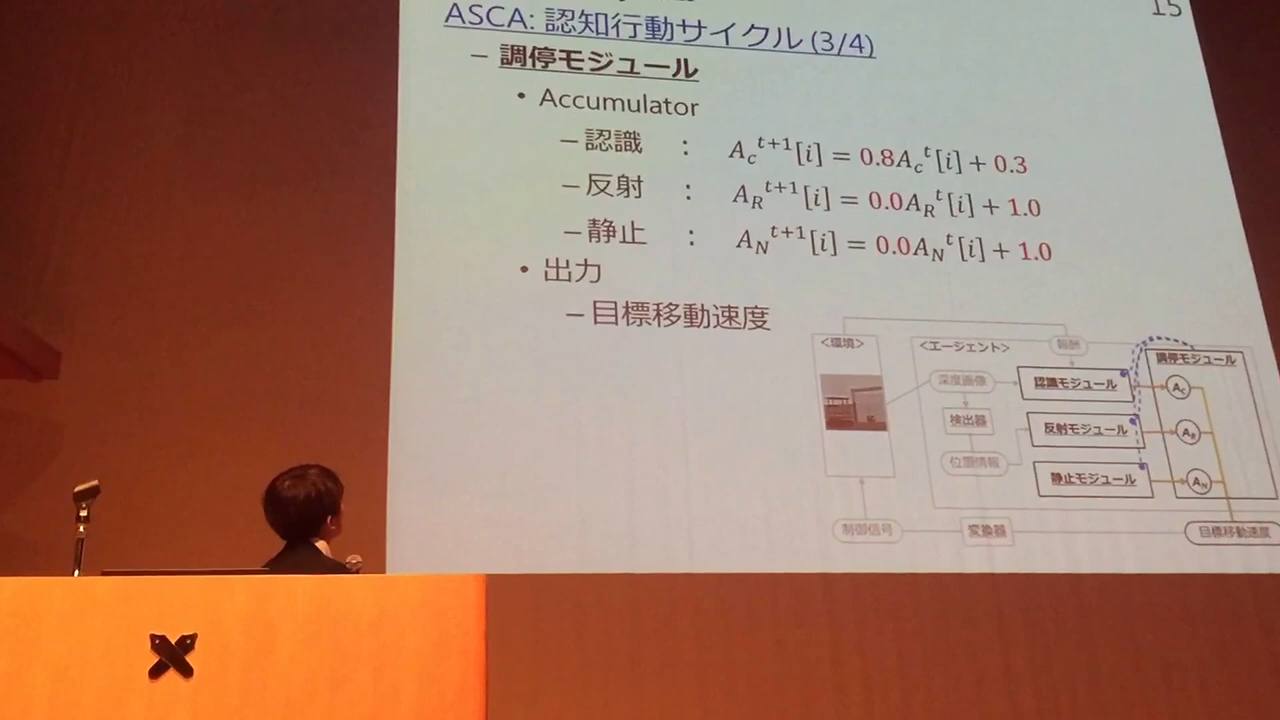 15
ASCA: 認知行動サイクル (3/4)
– 調停モジュール
• Accumulator
– 認識 : A_c^{t+1}[i] = 0.8A_c^t[i] + 0.3
– 反射 : A_R^{t+1}[i] = 0.0A_R^t[i] + 1.0
– 静止 : A_N^{t+1}[i] = 0.0A_N^t[i] + 1.0
• 出力
– 目標移動速度
<環境>
<エージェント>
報酬
調停モジュール
深度画像
認識モジュール
A_C
検出器
反射モジュール
A_R
位置情報
静止モジュール
A_N
制御信号
変換器
目標移動速度